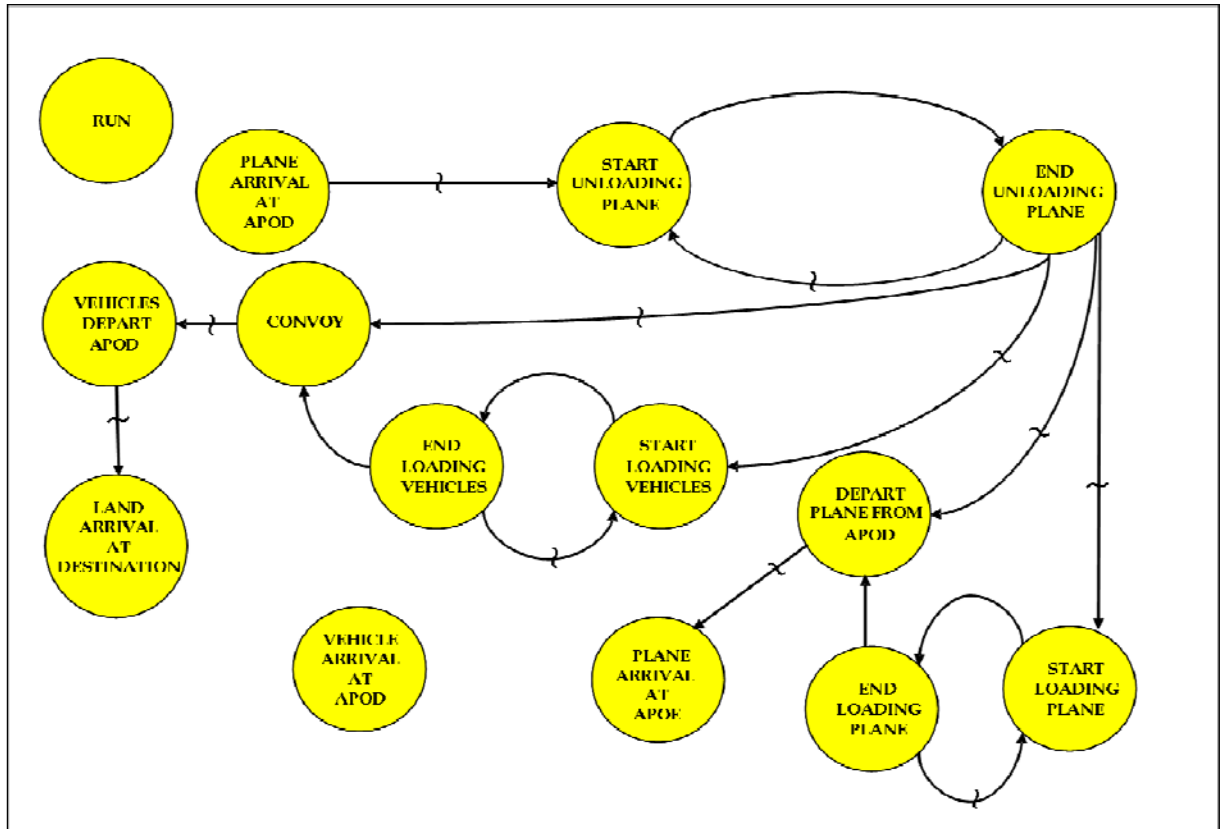 RUN
PLANE
ARRIVAL
AT
APOD
START
UNLOADING
PLANE
END
UNLOADING
PLANE
VEHICLES
DEPART
APOD
CONVOY
END
LOADING
VEHICLES
START
LOADING
VEHICLES
DEPART
PLANE FROM
APOD
LAND
ARRIVAL
AT
DESTINATION
VEHICLE
ARRIVAL
AT
APOD
PLANE
ARRIVAL
AT
APOE
END
LOADING
PLANE
START
LOADING
PLANE